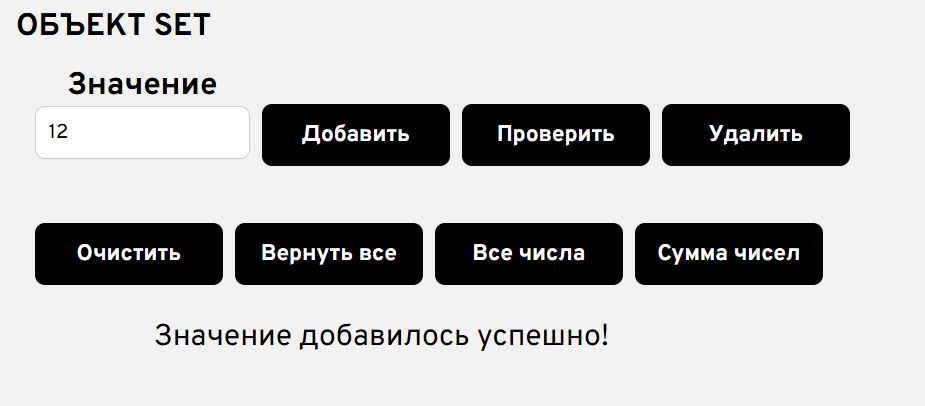 ОБЪЕКТ SET
Значение
12 Добавить Проверить Удалить
Очистить Вернуть все Все числа Сумма чисел
Значение добавилось успешно!